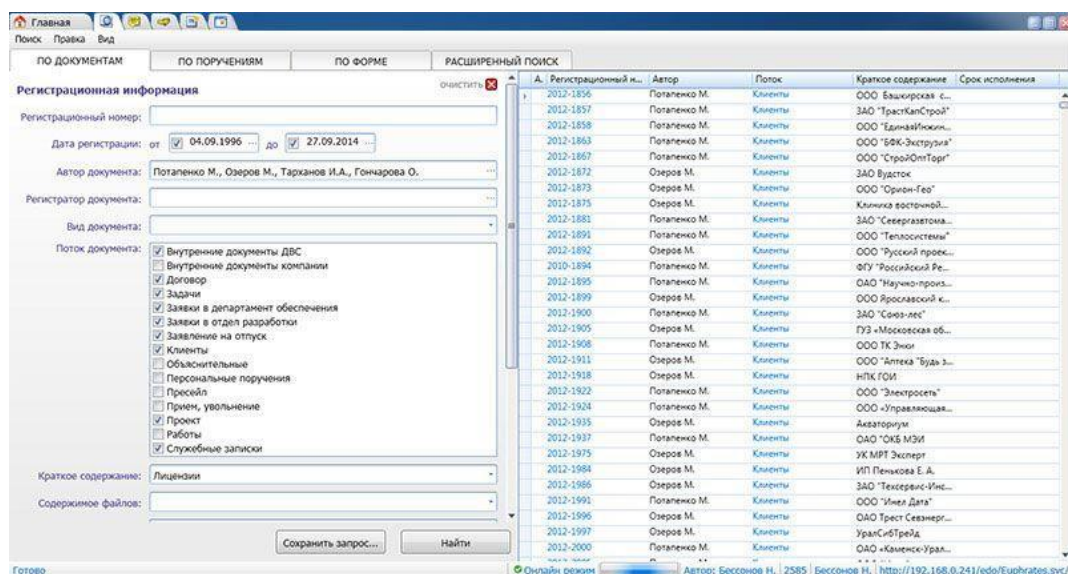 Главная
Поиск Правка Вид
ПО ДОКУМЕНТАМ ПО ПОРУЧЕНИЯМ ПО ФОРМЕ РАСШИРЕННЫЙ ПОИСК
очистить
Регистрационная информация
Регистрационный номер:
Дата регистрации: от 04.09.1996 ... до 27.09.2014 ...
Автор документа: Потапенко М., Озеров М., Тарханов И.А., Гончарова О. ...
Регистратор документа: ...
Вид документа:
Поток документа:
Внутренние документы ДВС
Внутренние документы компании
Договор
Задачи
Заявки в департамент обеспечения
Заявки в отдел разработки
Заявление на отпуск
Клиенты
Объяснительные
Персональные поручения
Пресейл
Прием, увольнение
Проект
Работы
Служебные записки
Краткое содержание: Лицензии
Содержимое файлов:
Сохранить запрос... Найти
А. Регистрационный н... Автор Поток Краткое содержание Срок исполнения
2012-1856 Потапенко М. Клиенты ООО Башкирская с...
2012-1857 Потапенко М. Клиенты ЗАО "ТрастКапСтрой"
2012-1858 Потапенко М. Клиенты ООО "ЕдинаяИнжин...
2012-1863 Потапенко М. Клиенты ООО "БФК-Экструзия"
2012-1867 Потапенко М. Клиенты ООО "СтройОптТорг"
2012-1872 Озеров М. Клиенты ЗАО Вудсток
2012-1873 Озеров М. Клиенты ООО "Орион-Гео"
2012-1875 Озеров М. Клиенты Клиника восточной...
2012-1881 Потапенко М. Клиенты ЗАО "Севергазавтома...
2012-1891 Потапенко М. Клиенты ООО "Теплосистемы"
2012-1892 Озеров М. Клиенты ООО "Русский проек...
2010-1894 Потапенко М. Клиенты ФГУ "Российский Ре...
2012-1895 Потапенко М. Клиенты ОАО "Научно-произ...
2012-1899 Озеров М. Клиенты ООО Ярославский к...
2012-1900 Потапенко М. Клиенты ЗАО "Союз-лес"
2012-1905 Озеров М. Клиенты ГУЗ «Московская об...
2012-1908 Потапенко М. Клиенты ООО ТК Энки
2012-1911 Озеров М. Клиенты ООО "Аптека "Будь з...
2012-1918 Озеров М. Клиенты НПК ГОИ
2012-1922 Потапенко М. Клиенты ООО "Электросеть"
2012-1924 Потапенко М. Клиенты ООО «Управляющая...
2012-1935 Озеров М. Клиенты Акваториум
2012-1937 Потапенко М. Клиенты ОАО "ОКБ МЭИ"
2012-1975 Озеров М. Клиенты УК МРТ Эксперт
2012-1984 Озеров М. Клиенты ИП Пенькова Е. А.
2012-1986 Озеров М. Клиенты ЗАО "Техсервис-Инс...
2012-1991 Потапенко М. Клиенты ООО "Инел Дата"
2012-1996 Озеров М. Клиенты ОАО Трест Севэнерг...
2012-1997 Озеров М. Клиенты УралСибТрейд
2012-2000 Потапенко М. Клиенты ОАО «Каменск-Урал...
Готово Онлайн режим Автор: Бессонов Н. 2585 Бессонов Н. http://192.168.0.241/edo/Euphrates.svc/